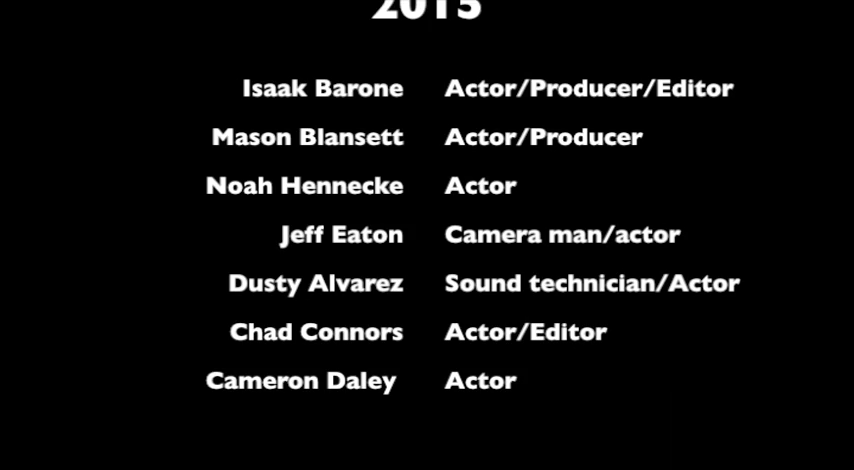 2015
Isaak Barone Actor/Producer/Editor
Mason Blansett Actor/Producer
Noah Hennecke Actor
Jeff Eaton Camera man/actor
Dusty Alvarez Sound technician/Actor
Chad Connors Actor/Editor
Cameron Daley Actor